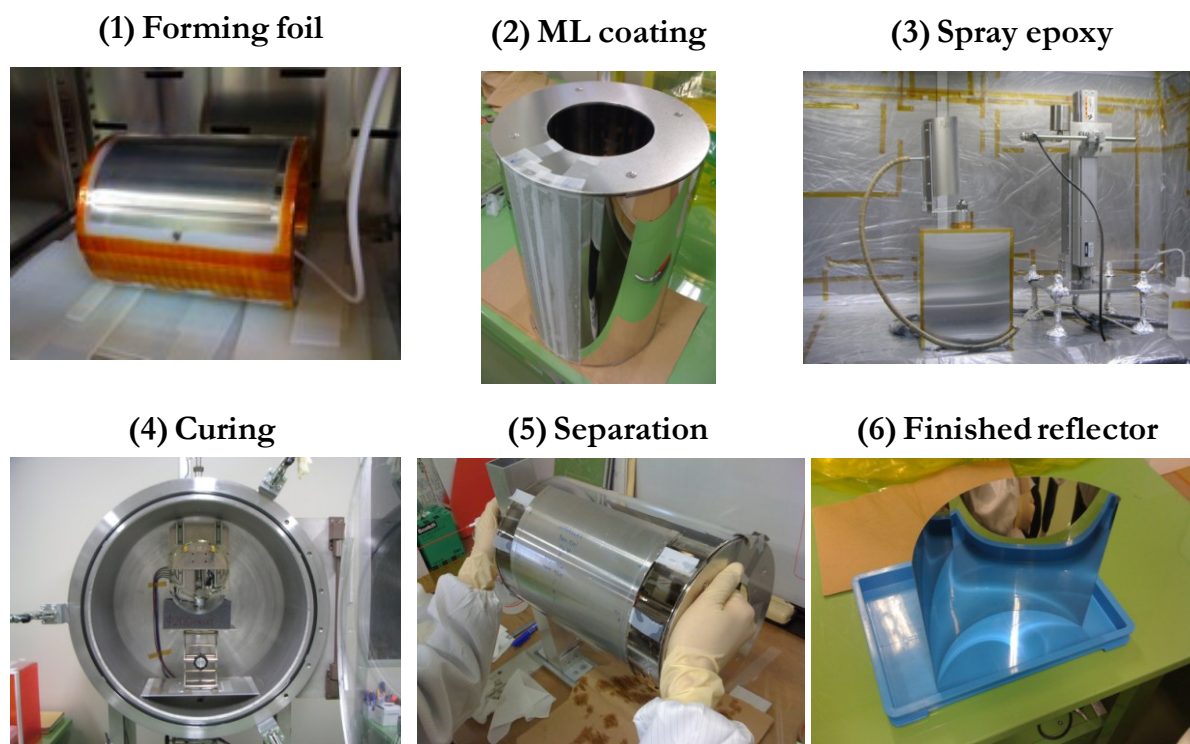 (1) Forming foil
(2) ML coating
(3) Spray epoxy
(4) Curing
(5) Separation
(6) Finished reflector